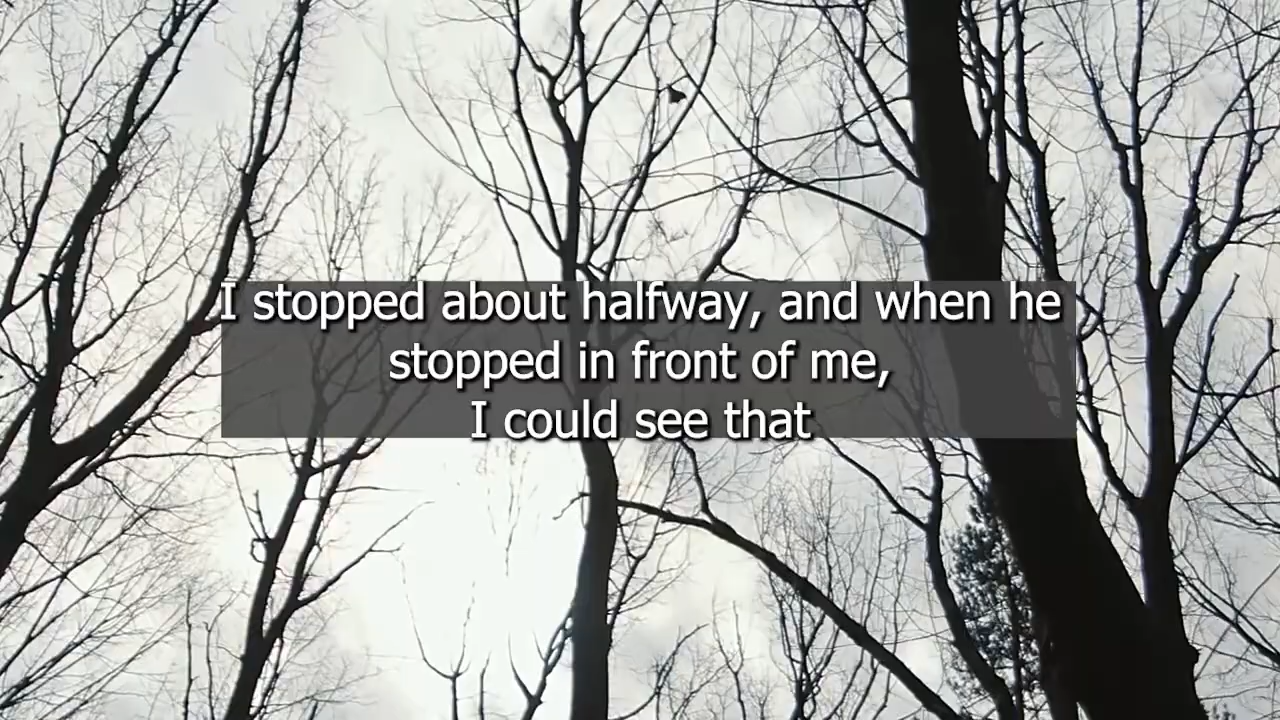 I stopped about halfway, and when he
stopped in front of me,
I could see that